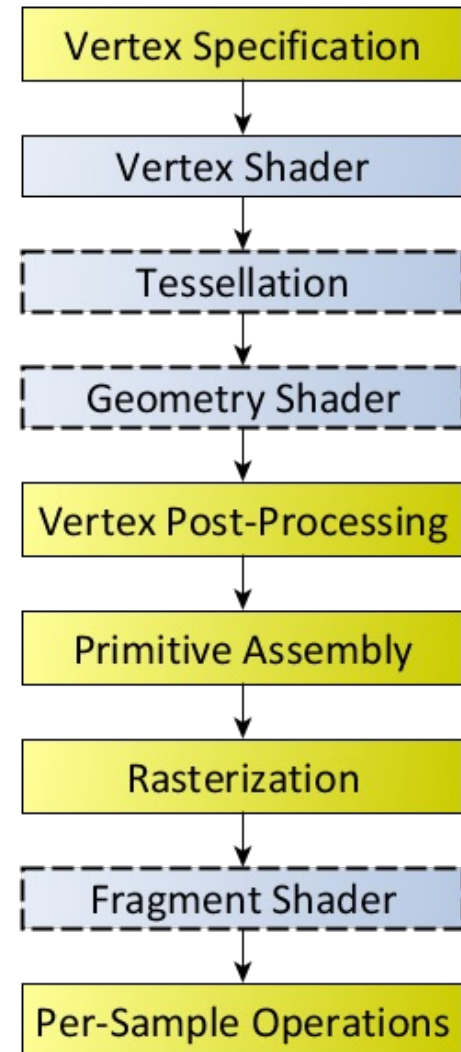 Vertex Specification
Vertex Shader
Tessellation
Geometry Shader
Vertex Post-Processing
Primitive Assembly
Rasterization
Fragment Shader
Per-Sample Operations